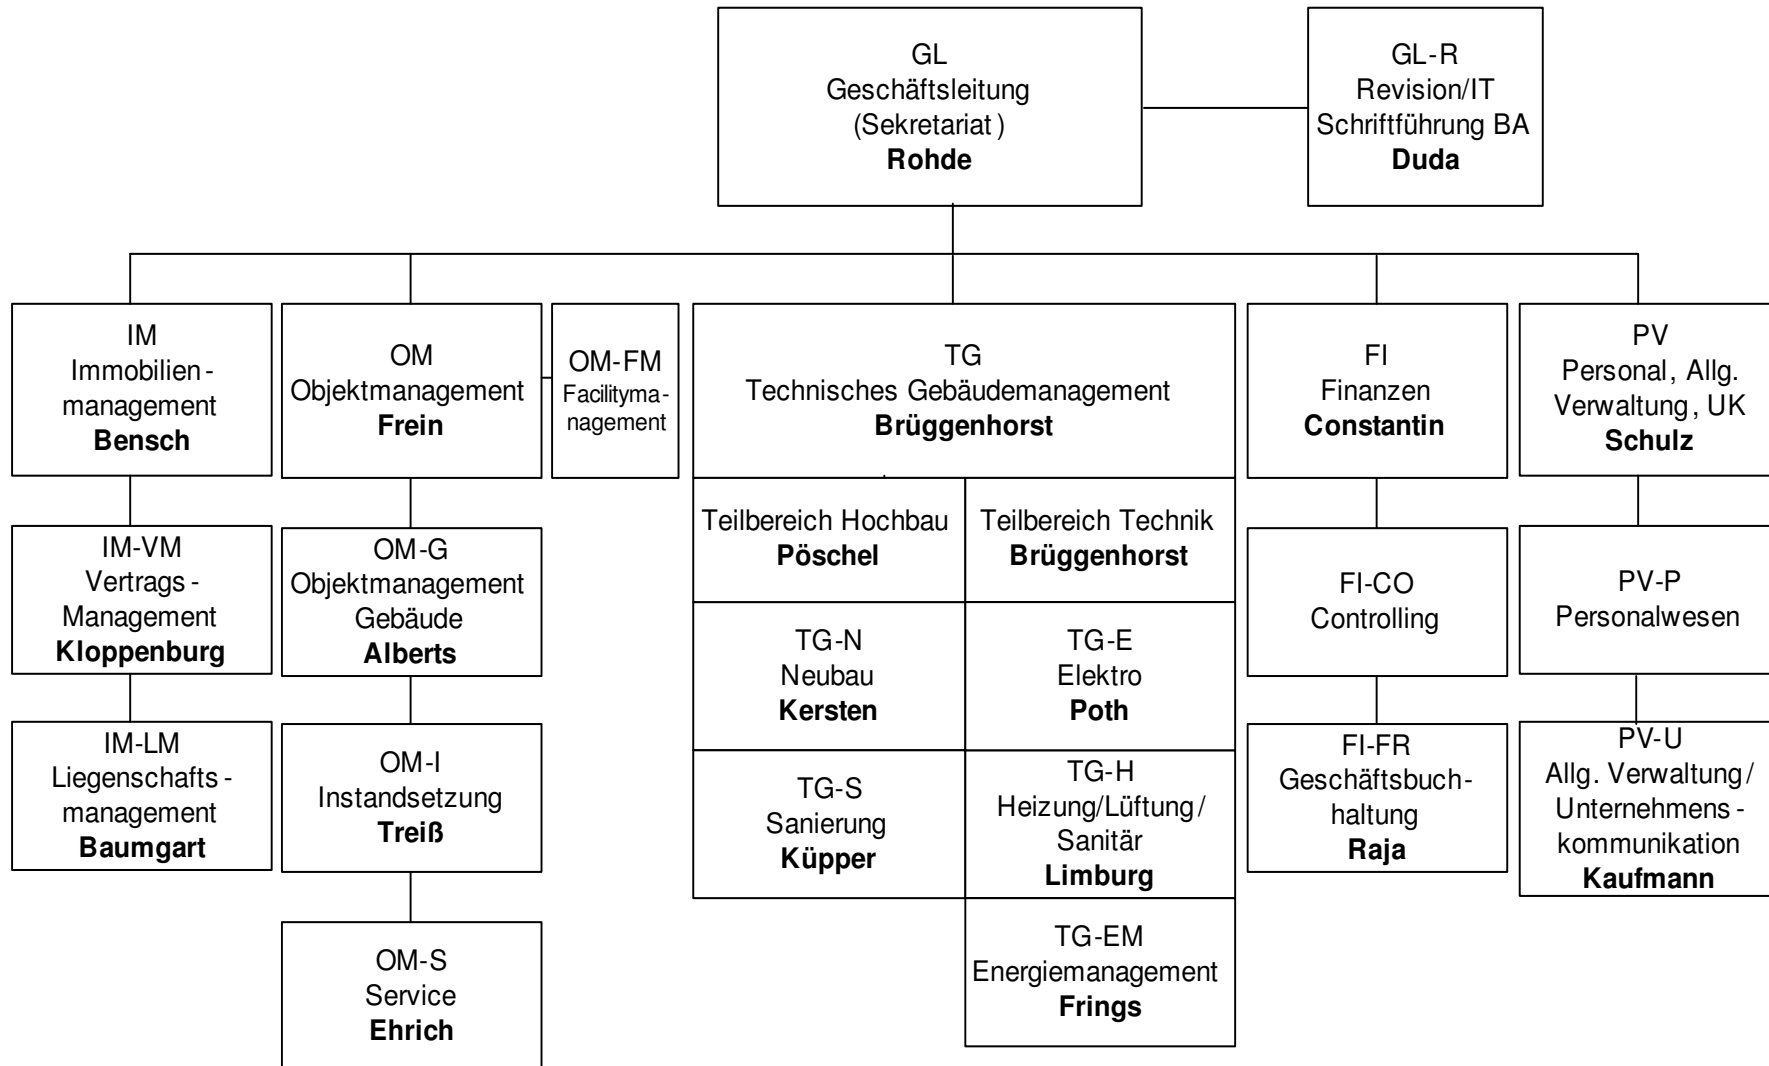 GL
Geschäftsleitung
(Sekretariat)
Rohde
GL-R
Revision/IT
Schriftführung BA
Duda
IM
Immobilien-
management
Bensch
OM
Objektmanagement
Frein
OM-FM
Facilityma-
nagement
TG
Technisches Gebäudemanagement
Brüggenhorst
FI
Finanzen
Constantin
PV
Personal, Allg.
Verwaltung, UK
Schulz
IM-VM
Vertrags-
Management
Kloppenburg
IM-LM
Liegenschafts-
management
Baumgart
OM-G
Objektmanagement
Gebäude
Alberts
OM-I
Instandsetzung
Treiß
OM-S
Service
Ehrich
Teilbereich Hochbau
Pöschel
TG-N
Neubau
Kersten
TG-S
Sanierung
Küpper
Teilbereich Technik
Brüggenhorst
TG-E
Elektro
Poth
TG-H
Heizung/Lüftung/
Sanitär
Limburg
TG-EM
Energiemanagement
Frings
FI-CO
Controlling
FI-FR
Geschäftsbuch-
haltung
Raja
PV-P
Personalwesen
PV-U
Allg. Verwaltung/
Unternehmens-
kommunikation
Kaufmann